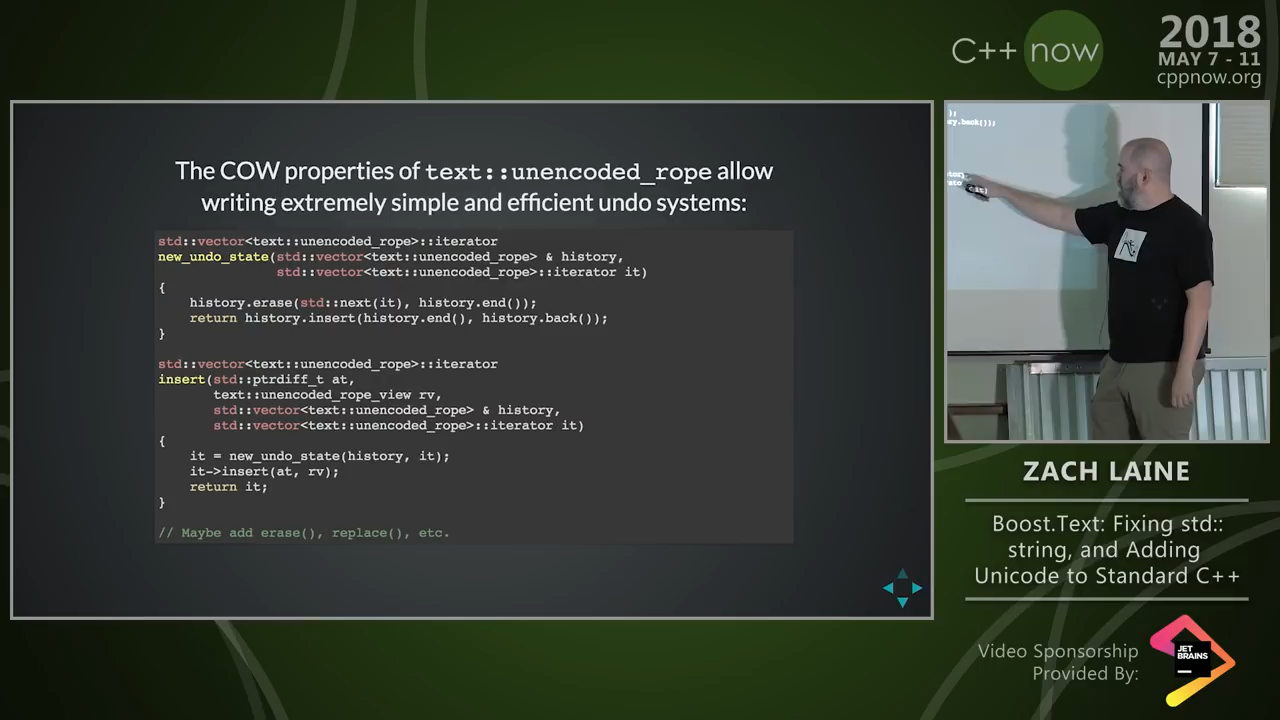 C++ now
2018
MAY 7 - 11
cppnow.org
The COW properties of text::unencoded_rope allow
writing extremely simple and efficient undo systems:
std::vector<text::unencoded_rope>::iterator
new_undo_state(std::vector<text::unencoded_rope> & history,
               std::vector<text::unencoded_rope>::iterator it)
{
    history.erase(std::next(it), history.end());
    return history.insert(history.end(), history.back());
}
std::vector<text::unencoded_rope>::iterator
insert(std::ptrdiff_t at,
       text::unencoded_rope_view rv,
       std::vector<text::unencoded_rope> & history,
       std::vector<text::unencoded_rope>::iterator it)
{
    it = new_undo_state(history, it);
    it->insert(at, rv);
    return it;
}
// Maybe add erase(), replace(), etc.
);
ry.back());
ZACH LAINE
Boost.Text: Fixing std::
string, and Adding
Unicode to Standard C++
Video Sponsorship
Provided By:
JET
BRAINS